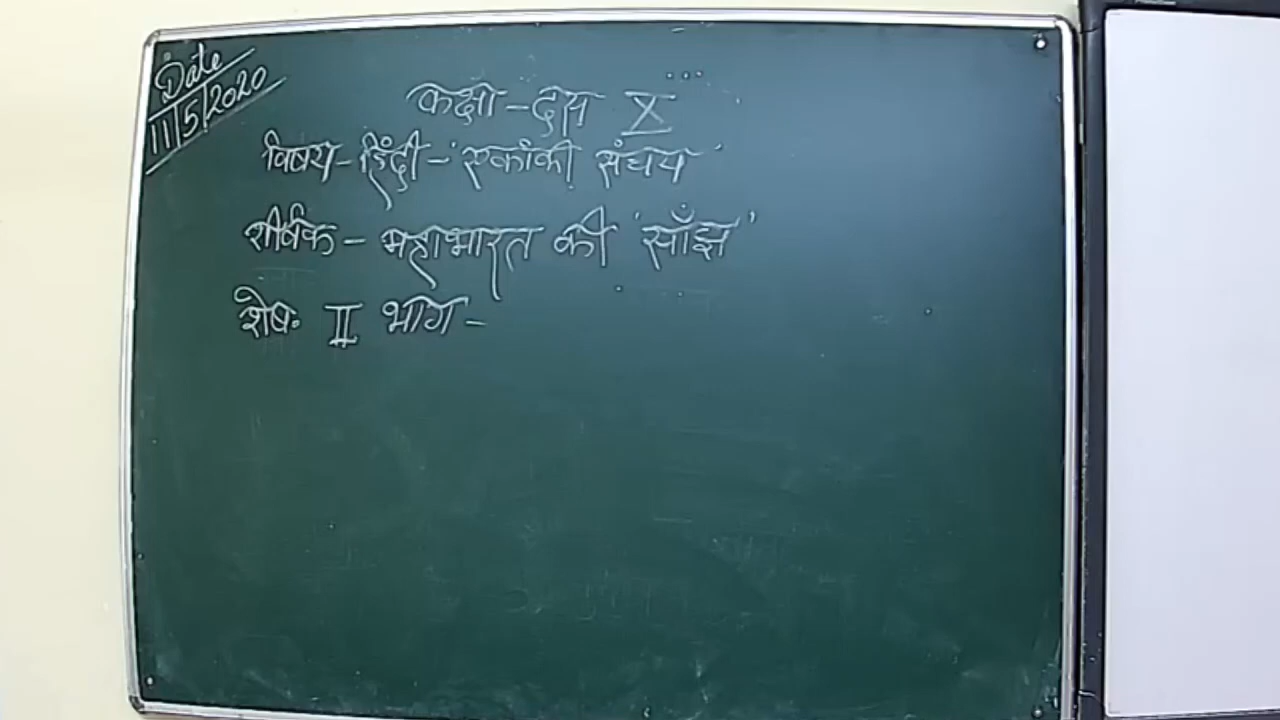 Date
11/5/2020
कक्षा - दस X
विषय - हिंदी - 'एकांकी संचय'
शीर्षक - महाभारत की 'साँझ'
शेष: II भाग -